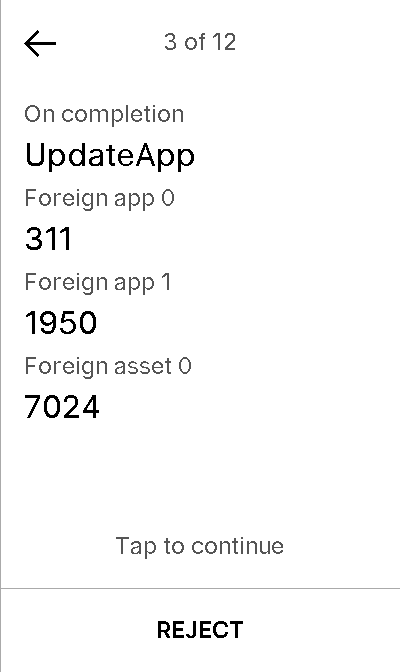 3 of 12
On completion
UpdateApp
Foreign app 0
311
Foreign app 1
1950
Foreign asset 0
7024
Tap to continue
REJECT